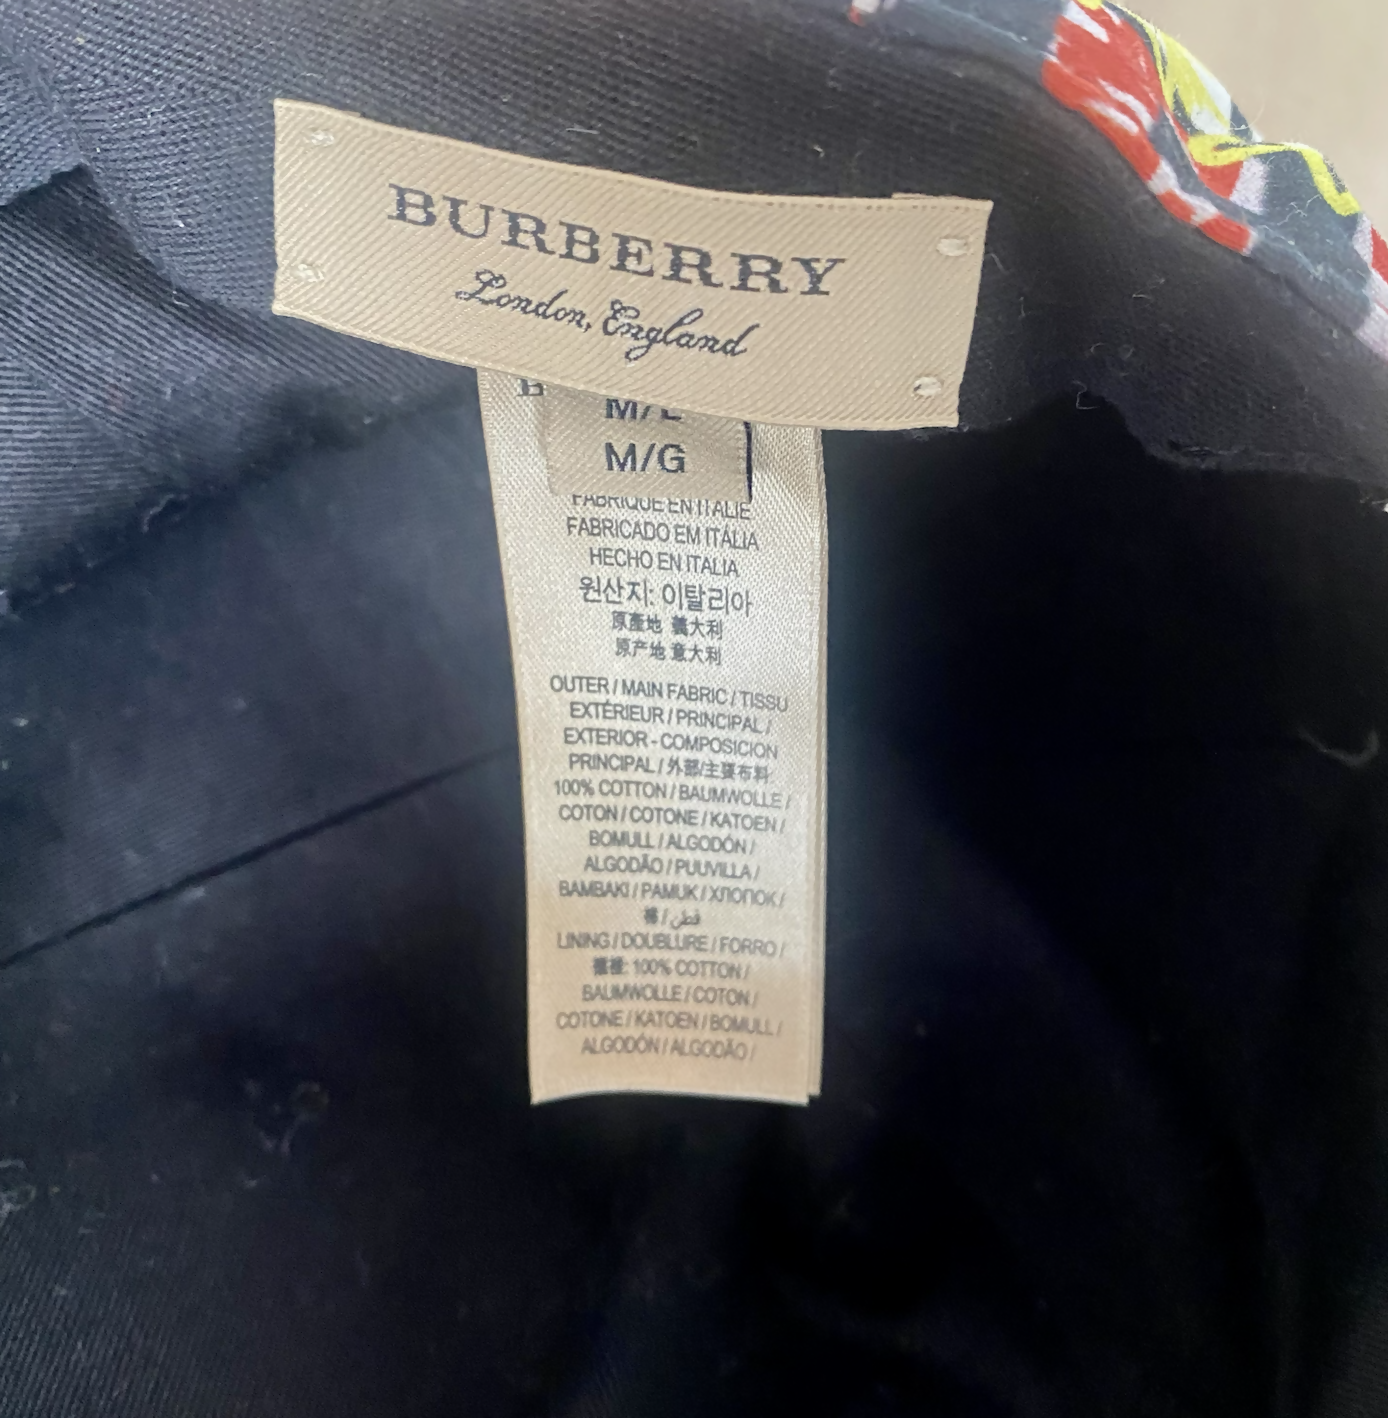 BURBERRY
London, England
B
M/L
M/G
FABRIQUE EN ITALIE
FABRICADO EM ITÁLIA
HECHO EN ITALIA
원산지: 이탈리아
原產地 義大利
原产地 意大利
OUTER / MAIN FABRIC / TISSU
EXTÉRIEUR / PRINCIPAL /
EXTERIOR - COMPOSICION
PRINCIPAL / 外部/主要布料
100% COTTON / BAUMWOLLE /
COTON / COTONE / KATOEN /
BOMULL / ALGODÓN /
ALGODÃO / PUUVILLA /
BAMBAKI / PAMUK / ХЛОПОК /
棉 / قطن
LINING / DOUBLURE / FORRO /
100% COTTON /
BAUMWOLLE / COTON /
COTONE / KATOEN / BOMULL /
ALGODÓN / ALGODÃO /